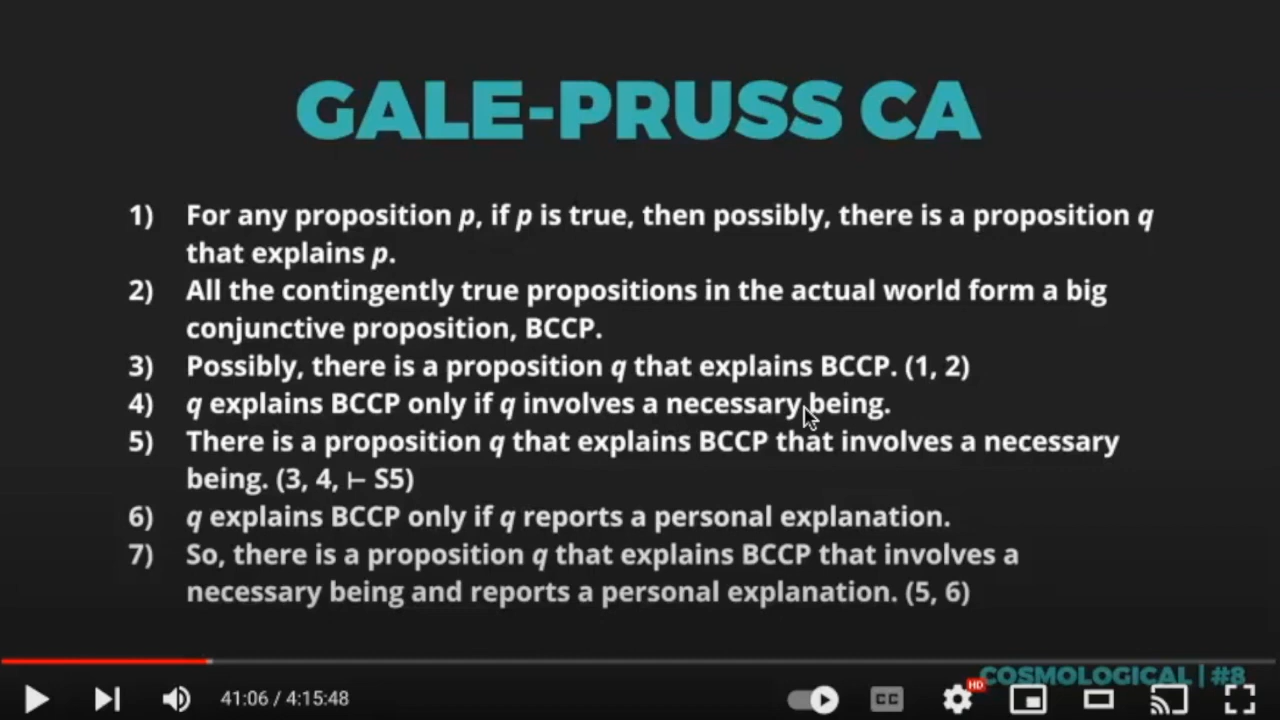 GALE-PRUSS CA
1) For any proposition p, if p is true, then possibly, there is a proposition q
that explains p.
2) All the contingently true propositions in the actual world form a big
conjunctive proposition, BCCP.
3) Possibly, there is a proposition q that explains BCCP. (1, 2)
4) q explains BCCP only if q involves a necessary being.
5) There is a proposition q that explains BCCP that involves a necessary
being. (3, 4, ⊢ S5)
6) q explains BCCP only if q reports a personal explanation.
7) So, there is a proposition q that explains BCCP that involves a
necessary being and reports a personal explanation. (5, 6)
COSMOLOGICAL | #8
41:06 / 4:15:48
CC
HD